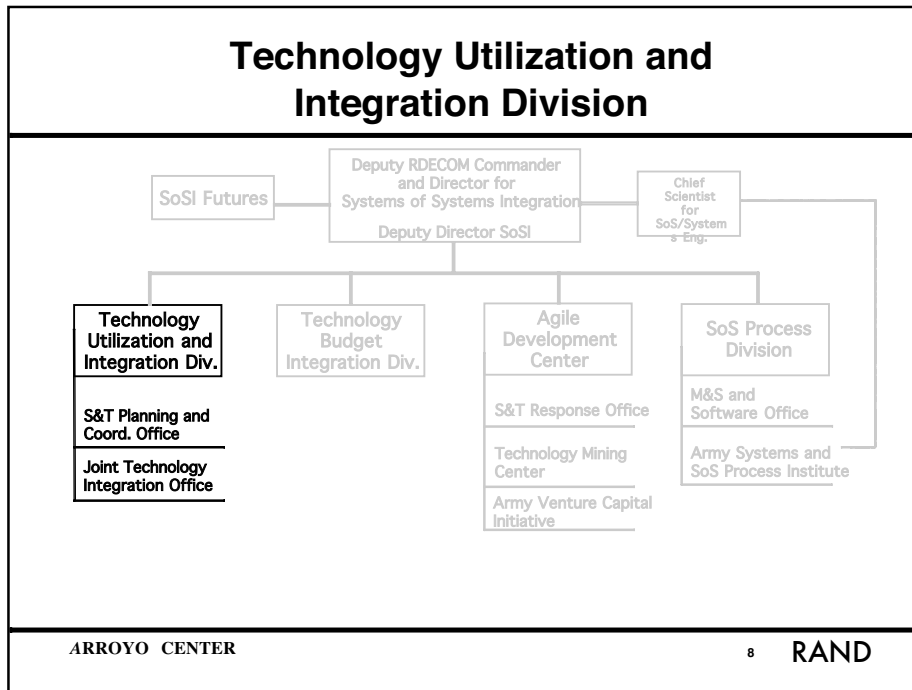 Technology Utilization and
Integration Division
Deputy RDECOM Commander
and Director for
Systems of Systems Integration
Deputy Director SoSI
SoSI Futures
Chief
Scientist
for
SoS/System
s Eng.
Technology
Utilization and
Integration Div.
S&T Planning and
Coord. Office
Joint Technology
Integration Office
Technology
Budget
Integration Div.
Agile
Development
Center
S&T Response Office
Technology Mining
Center
Army Venture Capital
Initiative
SoS Process
Division
M&S and
Software Office
Army Systems and
SoS Process Institute
ARROYO CENTER
8
RAND